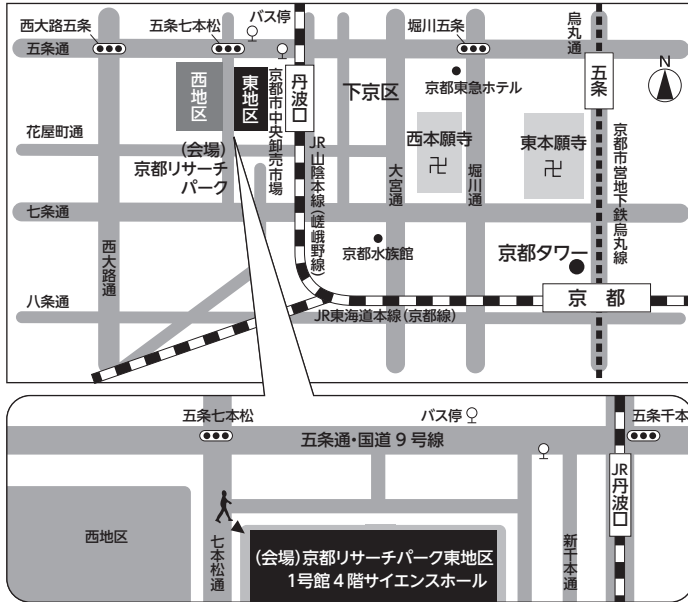 西大路五条
五条七本松
バス停
堀川五条
烏丸通
五条通
西地区
東地区
京都市中央卸売市場
丹波口
下京区
京都東急ホテル
五条
N
花屋町通
(会場)
京都リサーチ
パーク
JR山陰本線(嵯峨野線)
大宮通
西本願寺
卍
堀川通
東本願寺
卍
京都市営地下鉄烏丸線
七条通
西大路通
京都水族館
京都タワー
八条通
京都
JR東海道本線(京都線)
五条七本松
バス停
五条千本
五条通・国道9号線
JR丹波口
西地区
七本松通
(会場)京都リサーチパーク東地区
1号館4階サイエンスホール
新千本通